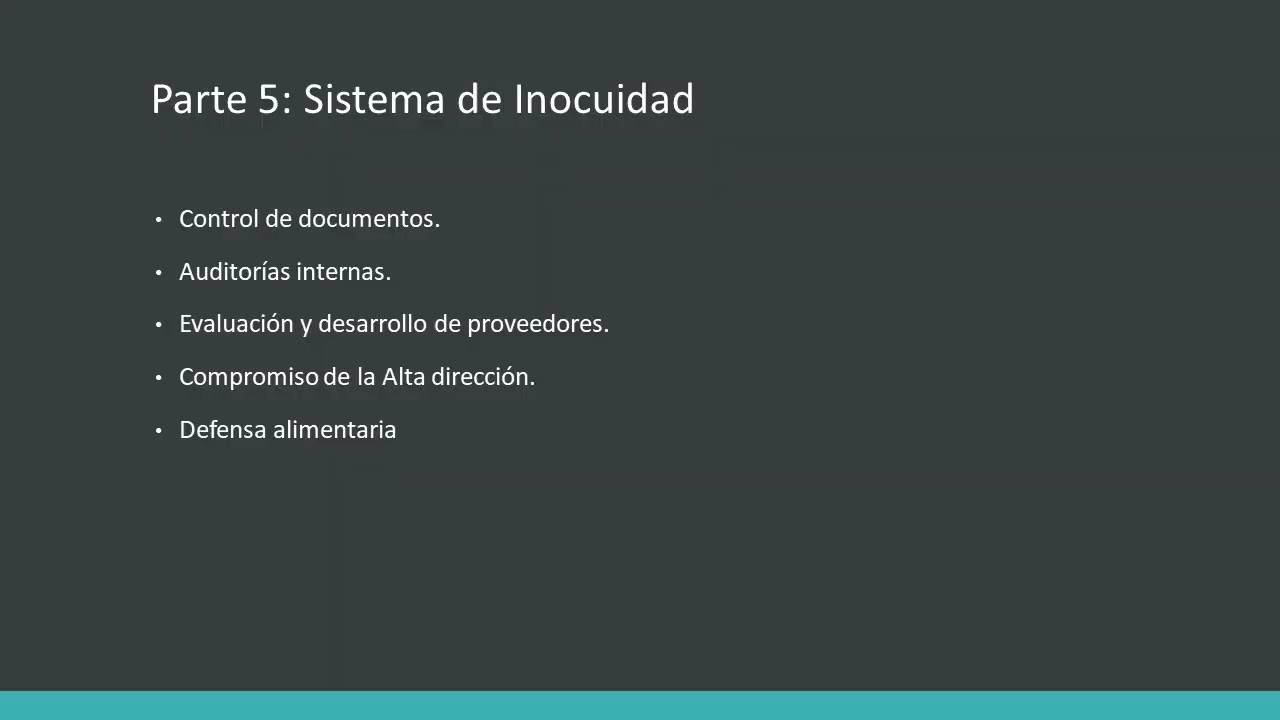 Parte 5: Sistema de Inocuidad
• Control de documentos.
• Auditorías internas.
• Evaluación y desarrollo de proveedores.
• Compromiso de la Alta dirección.
• Defensa alimentaria